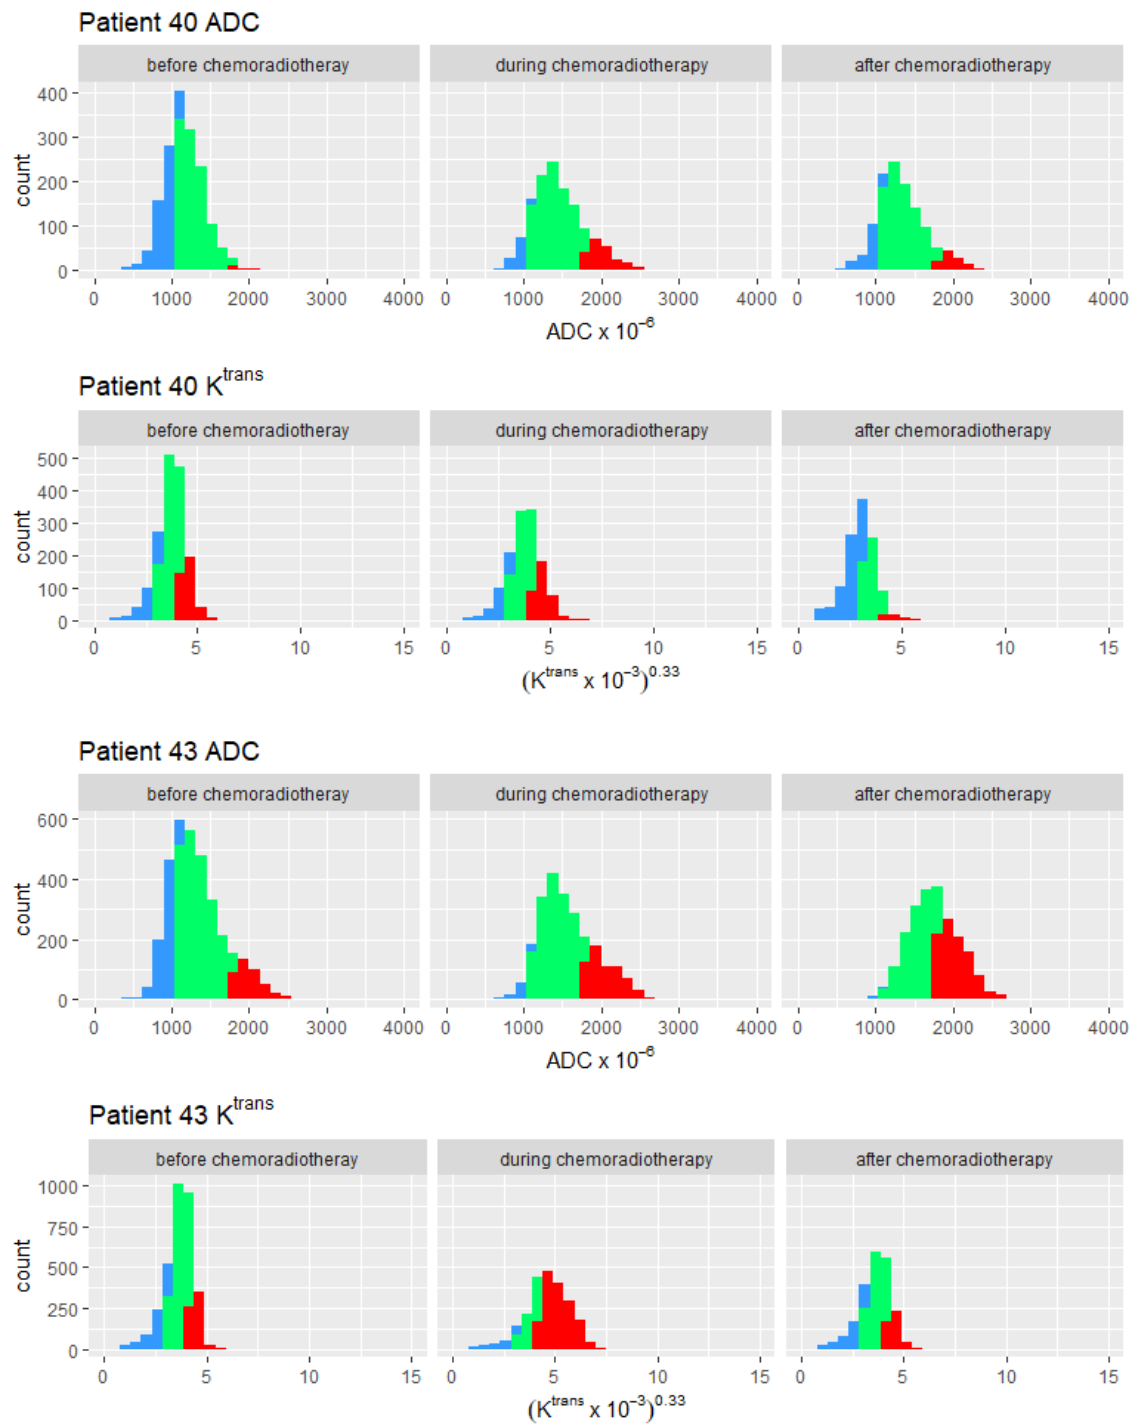 Patient 40 ADC
before chemoradiotheray during chemoradiotherapy after chemoradiotherapy
400
300
200
100
0
count
0 1000 2000 3000 4000 0 1000 2000 3000 4000 0 1000 2000 3000 4000
ADC x 10⁻⁶
Patient 40 K^trans
before chemoradiotheray during chemoradiotherapy after chemoradiotherapy
500
400
300
200
100
0
count
0 5 10 15 0 5 10 15 0 5 10 15
(K^trans x 10⁻³)^0.33
Patient 43 ADC
before chemoradiotheray during chemoradiotherapy after chemoradiotherapy
600
400
200
0
count
0 1000 2000 3000 4000 0 1000 2000 3000 4000 0 1000 2000 3000 4000
ADC x 10⁻⁶
Patient 43 K^trans
before chemoradiotheray during chemoradiotherapy after chemoradiotherapy
1000
750
500
250
0
count
0 5 10 15 0 5 10 15 0 5 10 15
(K^trans x 10⁻³)^0.33